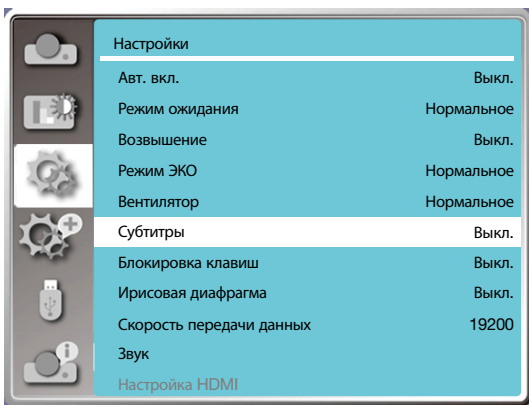 Настройки
Авт. вкл. Выкл.
Режим ожидания Нормальное
Возвышение Выкл.
Режим ЭКО Нормальное
Вентилятор Нормальное
Субтитры Выкл.
Блокировка клавиш Выкл.
Ирисовая диафрагма Выкл.
Скорость передачи данных 19200
Звук
Настройка HDMI